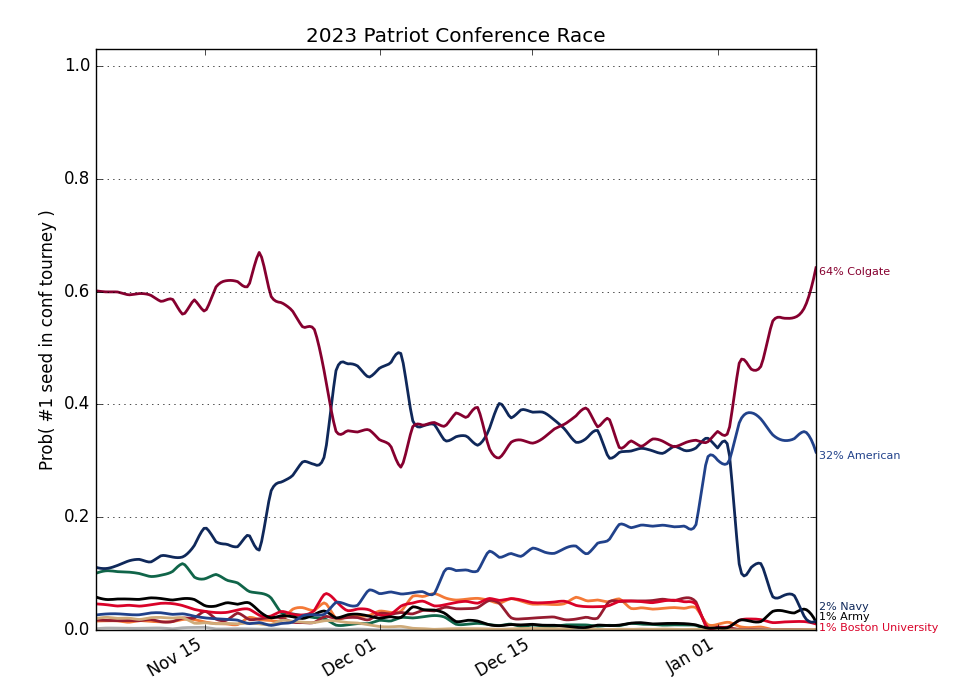 2023 Patriot Conference Race
Prob( #1 seed in conf tourney )
1.0
0.8
0.6
0.4
0.2
0.0
Nov 15
Dec 01
Dec 15
Jan 01
64% Colgate
32% American
2% Navy
1% Army
1% Boston University